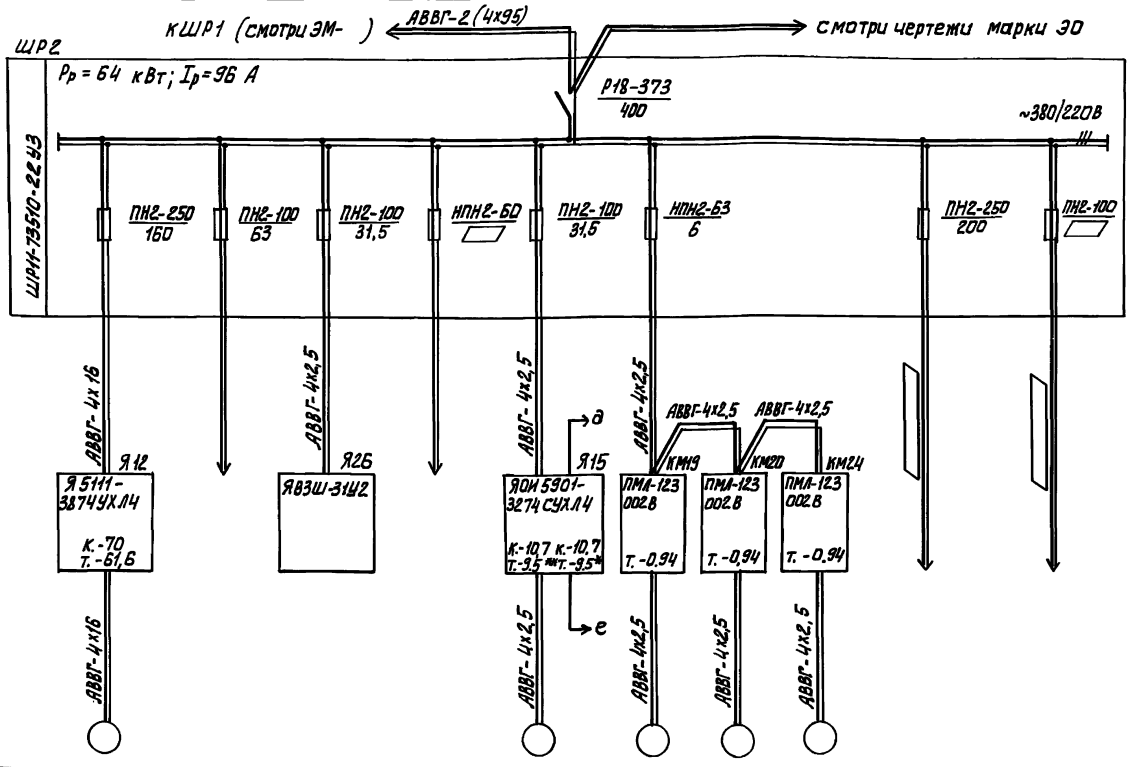 кШР1 (смотри ЭМ- )
АВВГ-2 (4х95)
смотри чертежи марки ЭО
ШР2
Рр = 64 кВт; Iр=96 А
Р18-373
400
~380/220В
ШР11-73510-22У3
ПН2-250
160
ПН2-100
63
ПН2-100
31,5
НПН2-60
ПН2-100
31,5
НПН2-63
6
ПН2-250
200
ПН2-100
АВВГ-4х16
АВВГ-4х2,5
АВВГ-4х2,5
АВВГ-4х2,5
АВВГ-4х2,5
АВВГ-4х2,5
д
Я12
Я26
Я15
КМ19
КМ20
КМ24
Я5111-
3874УХЛ4
К.-70
Т.-61,6
ЯВЗШ-31У2
ЯОИ5901-
3274СУХЛ4
К.-10,7 К.-10,7
Т.-9.5** Т.-9.5*
ПМЛ-123
002В
Т.-0.94
ПМЛ-123
002В
Т.-0,94
ПМЛ-123
002В
Т.-0.94
е
АВВГ-4х16
АВВГ-4х2,5
АВВГ-4х2,5
АВВГ-4х2,5
АВВГ-4х2,5